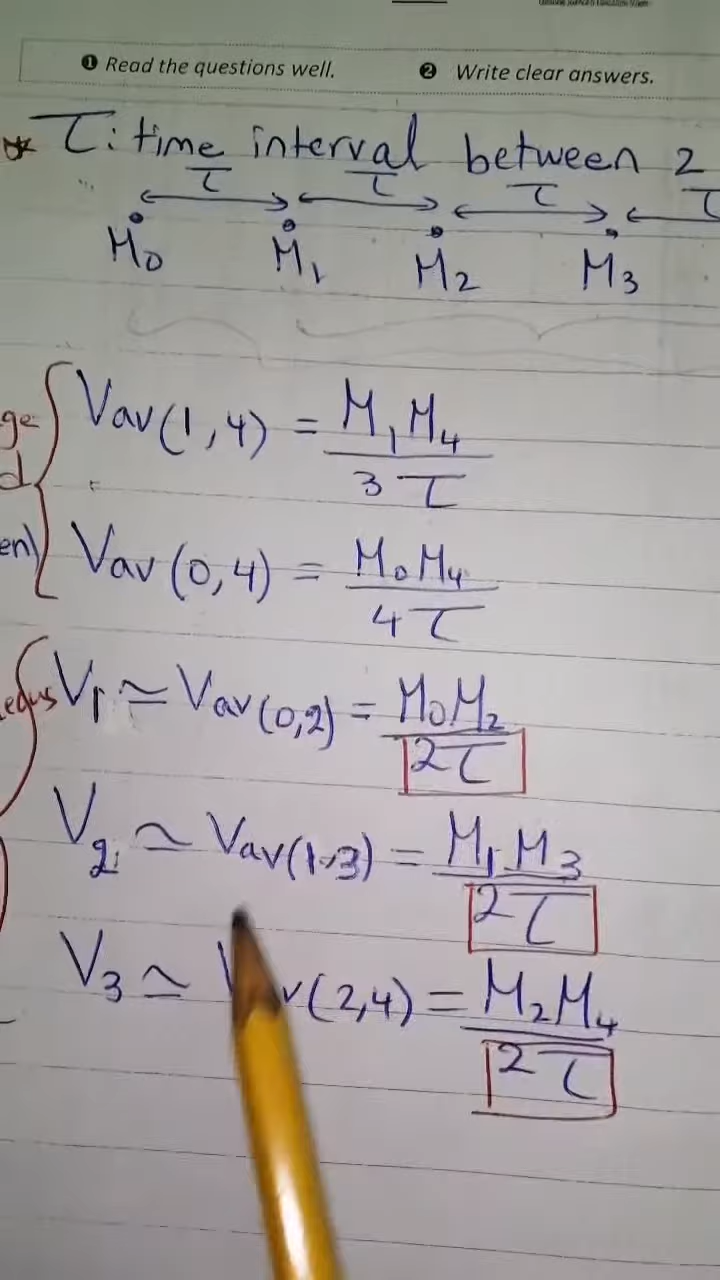 ❶ Read the questions well. ❷ Write clear answers.
* τ: time interval between 2
τ τ τ τ
M₀ M₁ M₂ M₃
Vav(1,4) = M₁M₄ / 3τ
Vav(0,4) = M₀M₄ / 4τ
V₁ ≃ Vav(0,2) = M₀M₂ / 2τ
V₂ ≃ Vav(1,3) = M₁M₃ / 2τ
V₃ ≃ (2,4) = M₂M₄ / 2τ